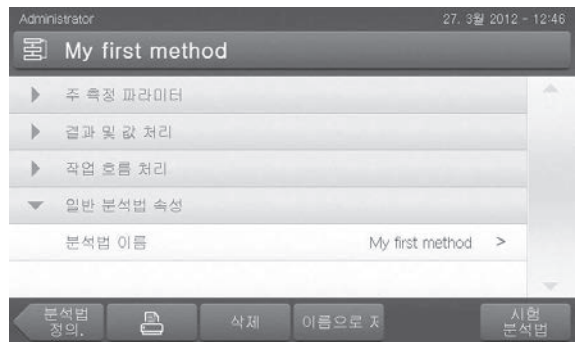 Administrator 27. 3월 2012 - 12:46
My first method
주 측정 파라미터
결과 및 값 처리
작업 흐름 처리
일반 분석법 속성
분석법 이름 My first method >
분석법
정의.
삭제
이름으로 저
시험
분석법